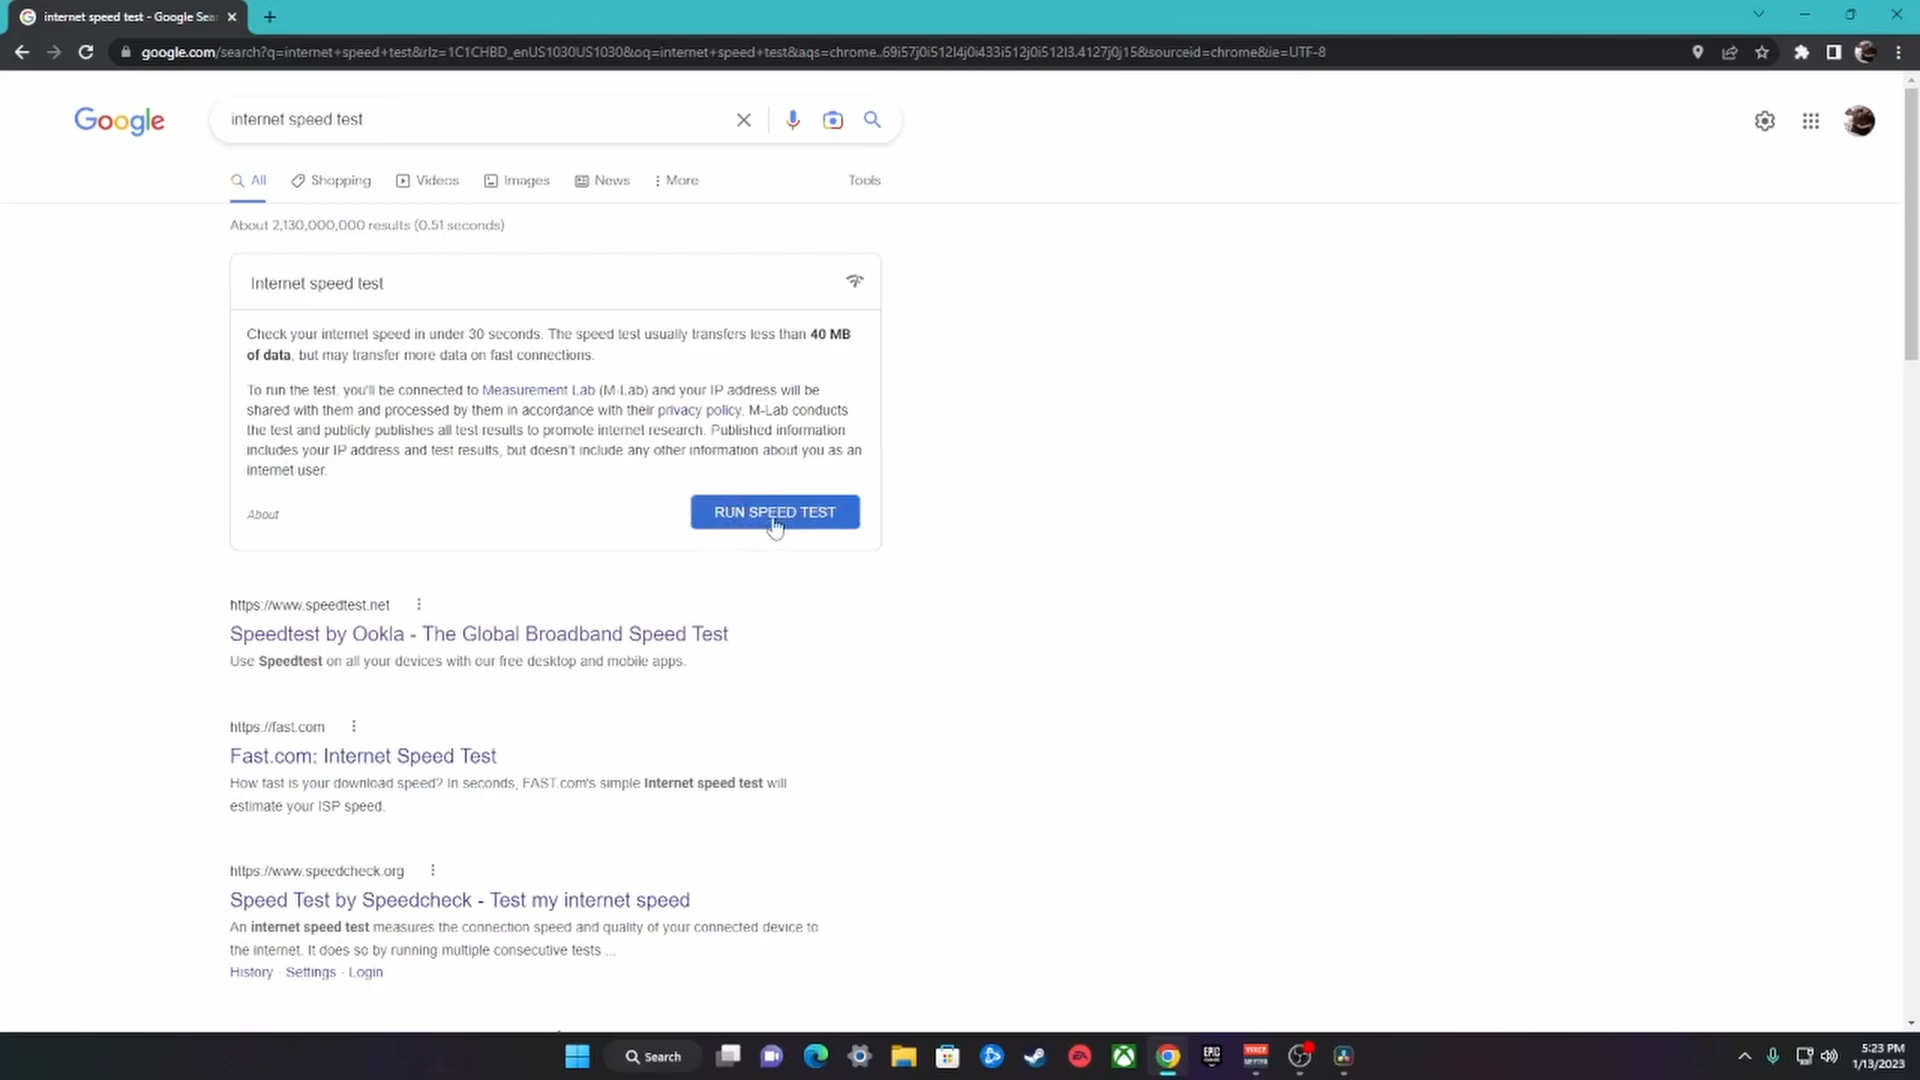 internet speed test - Google Sea
google.com/search?q=internet+speed+test&rlz=1C1CHBD_enUS1030US1030&oq=internet+speed+test&aqs=chrome..69i57j0i512l4j0i433i512j0i512l3.4127j0j15&sourceid=chrome&ie=UTF-8
Google
internet speed test
All Shopping Videos Images News More Tools
About 2,130,000,000 results (0.51 seconds)
Internet speed test
Check your internet speed in under 30 seconds. The speed test usually transfers less than 40 MB
of data, but may transfer more data on fast connections.
To run the test, you'll be connected to Measurement Lab (M-Lab) and your IP address will be
shared with them and processed by them in accordance with their privacy policy. M-Lab conducts
the test and publicly publishes all test results to promote internet research. Published information
includes your IP address and test results, but doesn't include any other information about you as an
internet user.
About
RUN SPEED TEST
https://www.speedtest.net
Speedtest by Ookla - The Global Broadband Speed Test
Use Speedtest on all your devices with our free desktop and mobile apps.
https://fast.com
Fast.com: Internet Speed Test
How fast is your download speed? In seconds, FAST.com's simple Internet speed test will
estimate your ISP speed.
https://www.speedcheck.org
Speed Test by Speedcheck - Test my internet speed
An internet speed test measures the connection speed and quality of your connected device to
the internet. It does so by running multiple consecutive tests ...
History · Settings · Login
Search
EA
EPIC
5:23 PM
1/13/2023